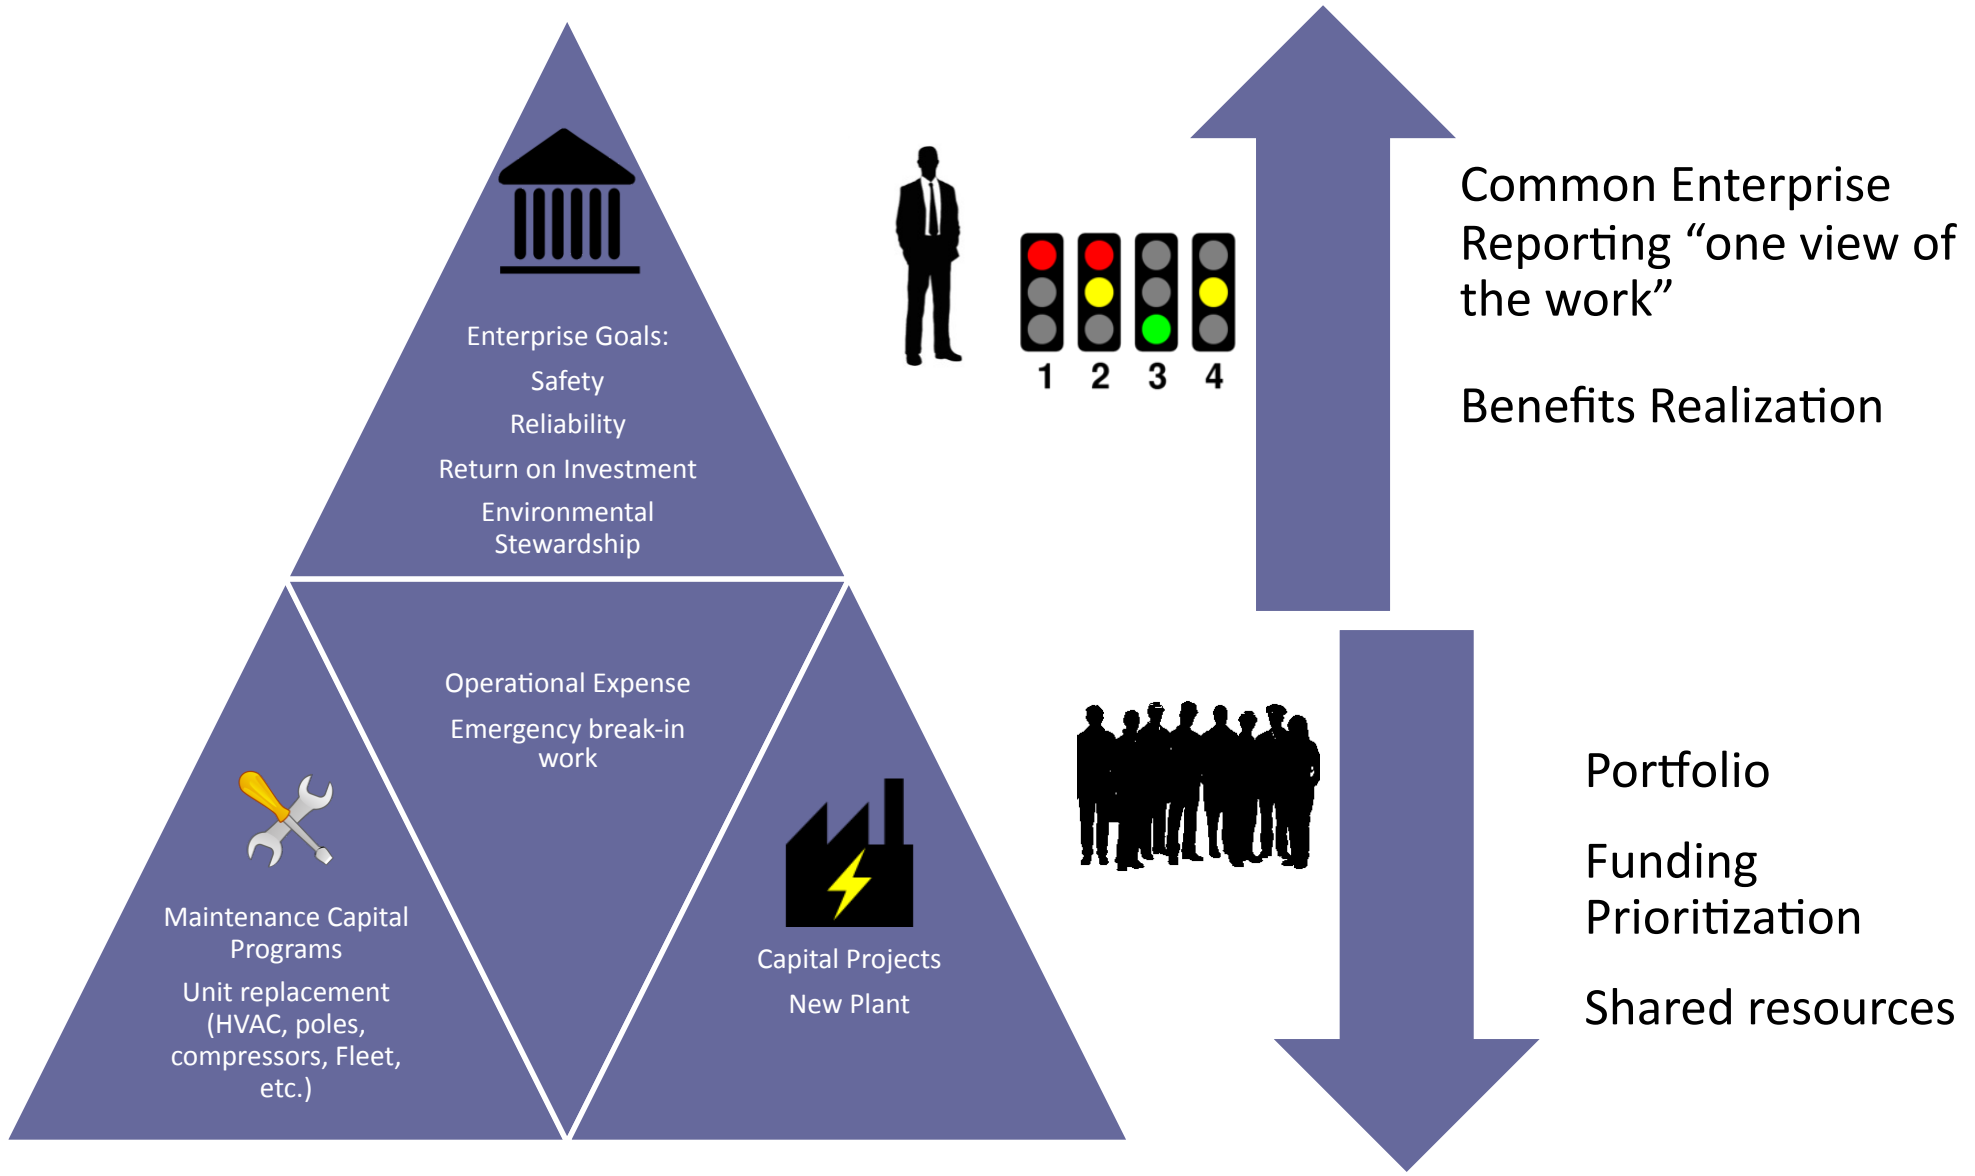 Enterprise Goals:
Safety
Reliability
Return on Investment
Environmental
Stewardship
Operational Expense
Emergency break-in
work
Maintenance Capital
Programs
Unit replacement
(HVAC, poles,
compressors, Fleet,
etc.)
Capital Projects
New Plant
1 2 3 4
Common Enterprise
Reporting “one view of
the work”
Benefits Realization
Portfolio
Funding
Prioritization
Shared resources